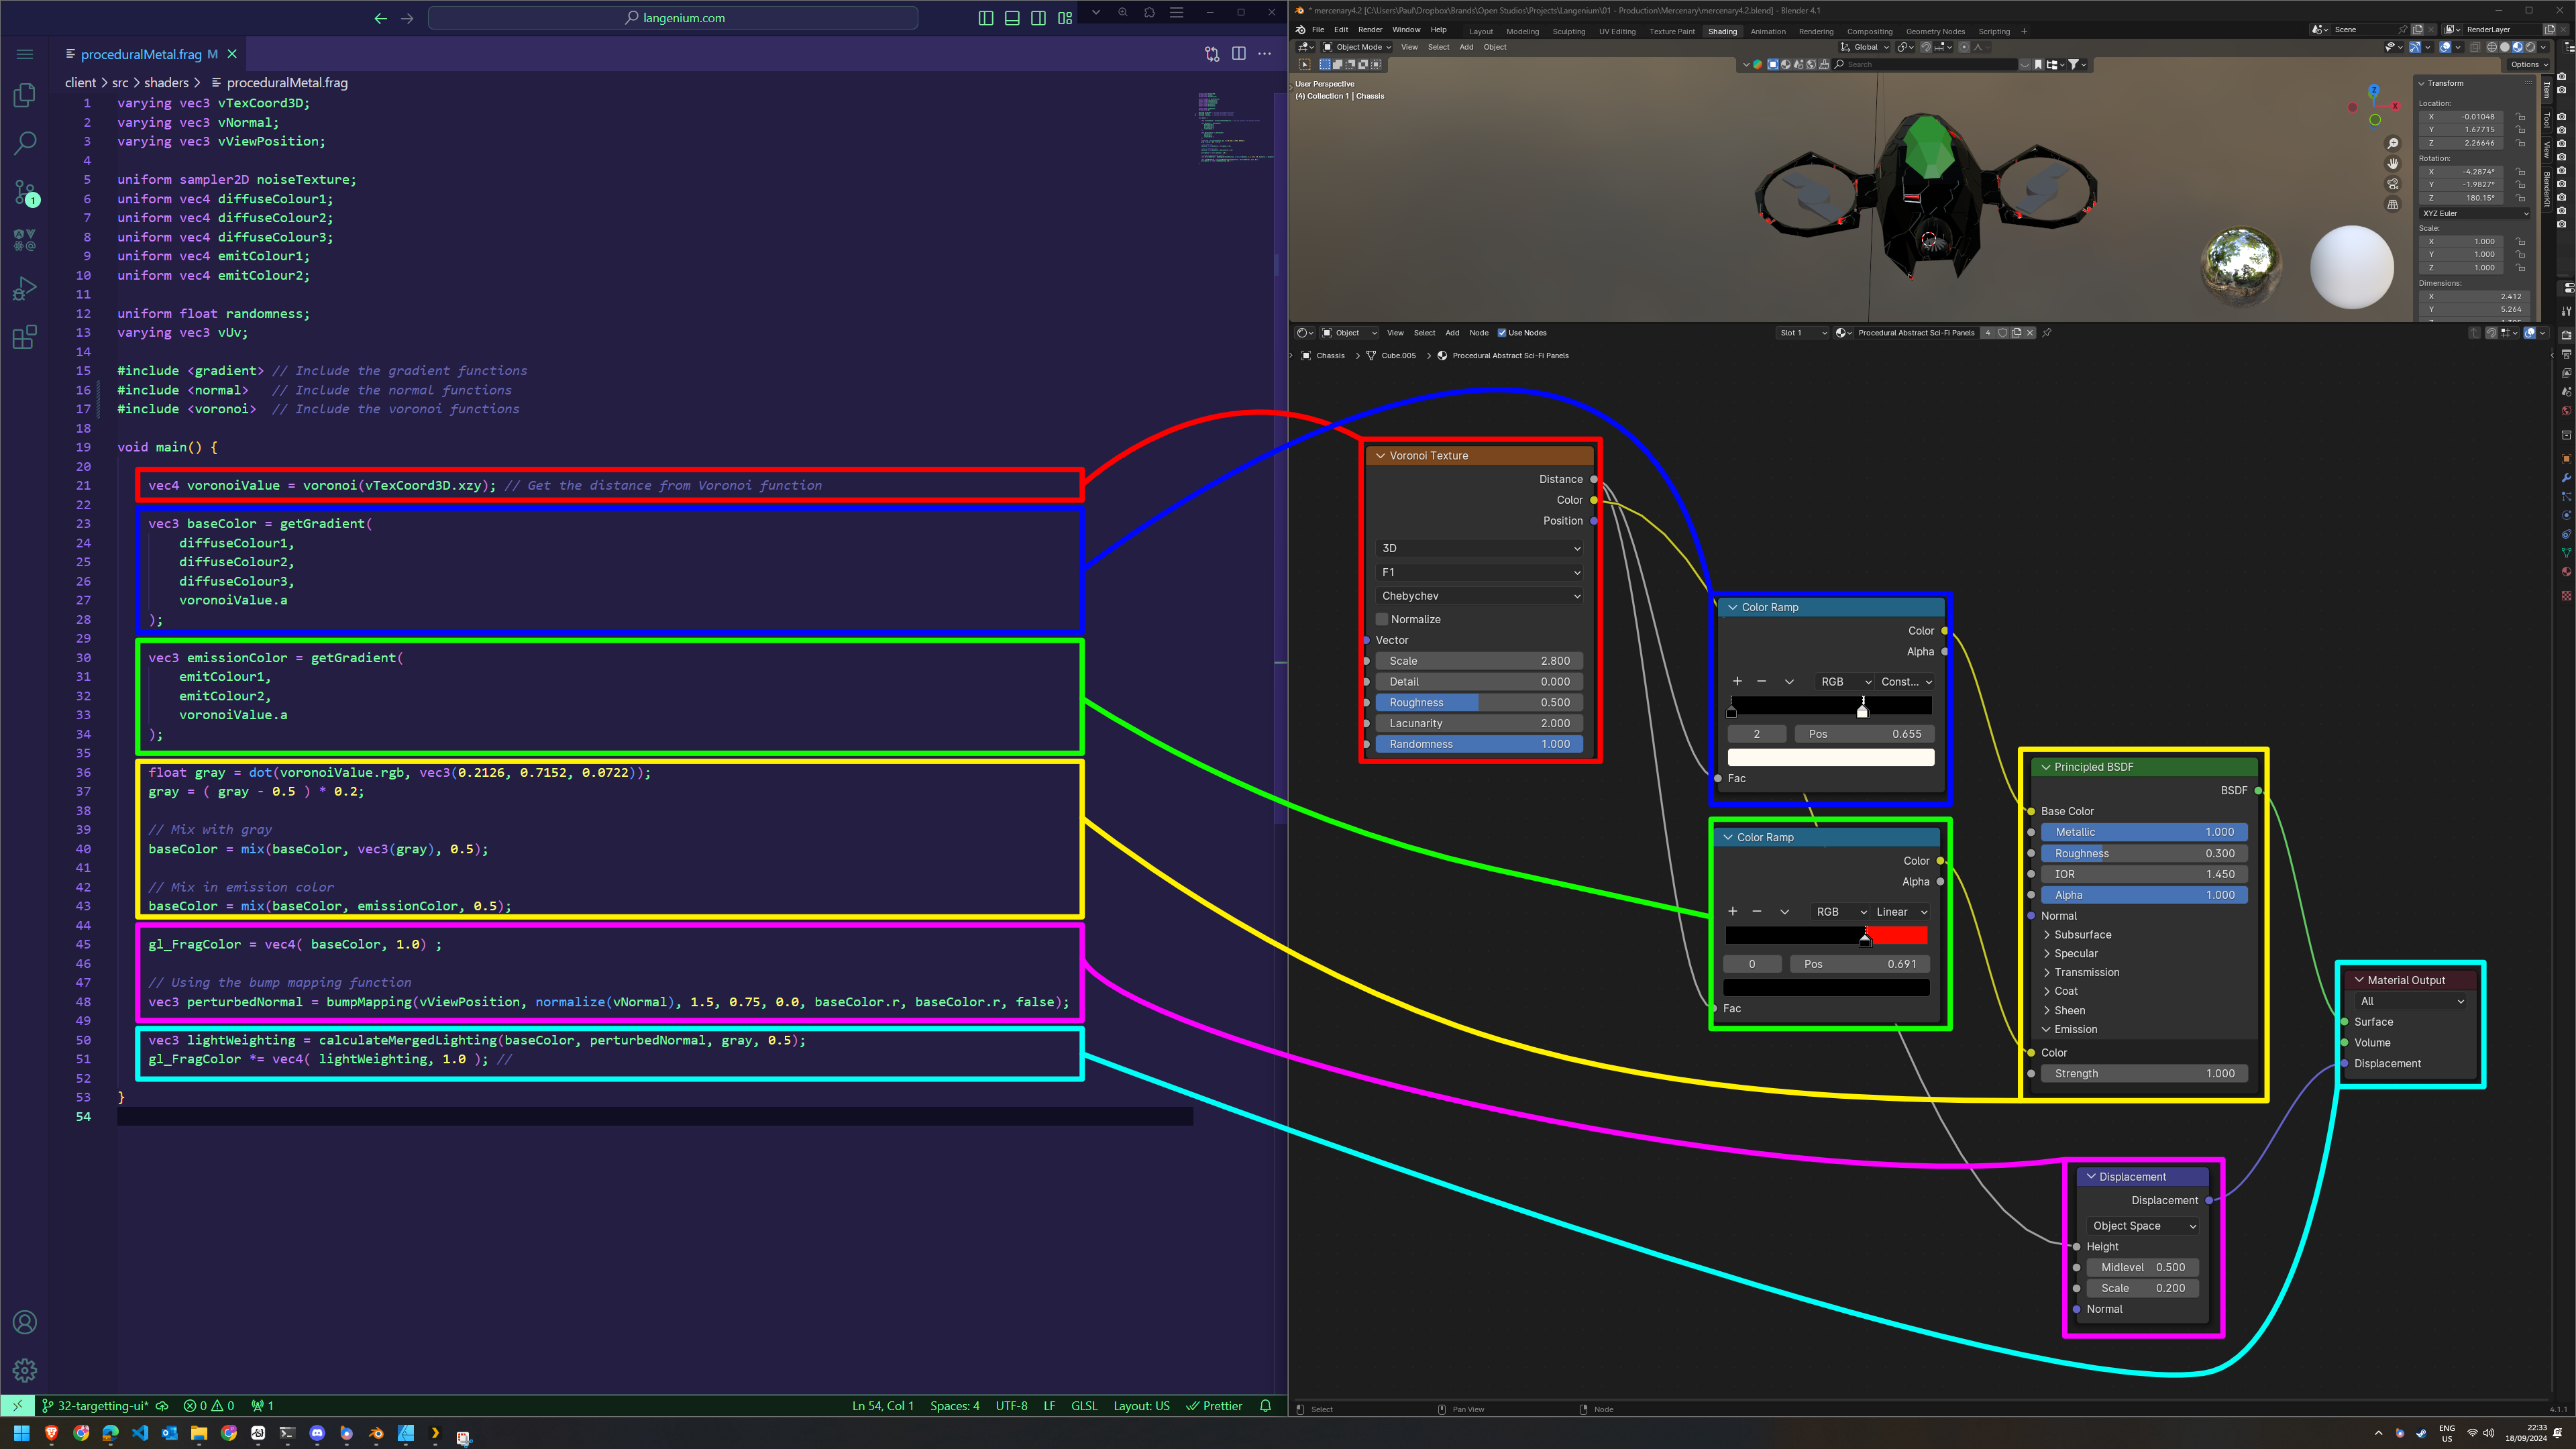 langenium.com
proceduralMetal.frag M
client > src > shaders > proceduralMetal.frag
1 varying vec3 vTexCoord3D;
2 varying vec3 vNormal;
3 varying vec3 vViewPosition;
4
5 uniform sampler2D noiseTexture;
6 uniform vec4 diffuseColour1;
7 uniform vec4 diffuseColour2;
8 uniform vec4 diffuseColour3;
9 uniform vec4 emitColour1;
10 uniform vec4 emitColour2;
11
12 uniform float randomness;
13 varying vec3 vUv;
14
15 #include <gradient> // Include the gradient functions
16 #include <normal> // Include the normal functions
17 #include <voronoi> // Include the voronoi functions
18
19 void main() {
20
21 vec4 voronoiValue = voronoi(vTexCoord3D.xzy); // Get the distance from Voronoi function
22
23 vec3 baseColor = getGradient(
24 diffuseColour1,
25 diffuseColour2,
26 diffuseColour3,
27 voronoiValue.a
28 );
29
30 vec3 emissionColor = getGradient(
31 emitColour1,
32 emitColour2,
33 voronoiValue.a
34 );
35
36 float gray = dot(voronoiValue.rgb, vec3(0.2126, 0.7152, 0.0722));
37 gray = ( gray - 0.5 ) * 0.2;
38
39 // Mix with gray
40 baseColor = mix(baseColor, vec3(gray), 0.5);
41
42 // Mix in emission color
43 baseColor = mix(baseColor, emissionColor, 0.5);
44
45 gl_FragColor = vec4( baseColor, 1.0) ;
46
47 // Using the bump mapping function
48 vec3 perturbedNormal = bumpMapping(vViewPosition, normalize(vNormal), 1.5, 0.75, 0.0, baseColor.r, baseColor.r, false);
49
50 vec3 lightWeighting = calculateMergedLighting(baseColor, perturbedNormal, gray, 0.5);
51 gl_FragColor *= vec4( lightWeighting, 1.0 ); //
52
53 }
54
1
32-targetting-ui* 0 0 1
Ln 54, Col 1 Spaces: 4 UTF-8 LF GLSL Layout: US Prettier
* mercenary4.2 [C:\Users\Paul\Dropbox\Brands\Open Studios\Projects\Langenium\01 - Production\Mercenary\mercenary4.2.blend] - Blender 4.1
File Edit Render Window Help Layout Modeling Sculpting UV Editing Texture Paint Shading Animation Rendering Compositing Geometry Nodes Scripting + Scene RenderLayer
Object Mode View Select Add Object Global
Search
Options
User Perspective
(4) Collection 1 | Chassis
Z
X
Transform
Location:
X -0.01048
Y 1.67715
Z 2.26646
Rotation:
X -4.2874°
Y -1.9827°
Z 180.15°
XYZ Euler
Scale:
X 1.000
Y 1.000
Z 1.000
Dimensions:
X 2.412
Y 5.264
Item
Tool
View
BlenderKit
Object View Select Add Node Use Nodes Slot 1 Procedural Abstract Sci-Fi Panels 4
Chassis > Cube.005 > Procedural Abstract Sci-Fi Panels
Voronoi Texture
Distance
Color
Position
3D
F1
Chebychev
Normalize
Vector
Scale 2.800
Detail 0.000
Roughness 0.500
Lacunarity 2.000
Randomness 1.000
Color Ramp
Color
Alpha
+ − RGB Const...
2 Pos 0.655
Fac
Color Ramp
Color
Alpha
+ − RGB Linear
0 Pos 0.691
Fac
Principled BSDF
BSDF
Base Color
Metallic 1.000
Roughness 0.300
IOR 1.450
Alpha 1.000
Normal
Subsurface
Specular
Transmission
Coat
Sheen
Emission
Color
Strength 1.000
Material Output
All
Surface
Volume
Displacement
Displacement
Displacement
Object Space
Height
Midlevel 0.500
Scale 0.200
Normal
Select Pan View Node 4.1.1
ENG
US
22:33
18/09/2024